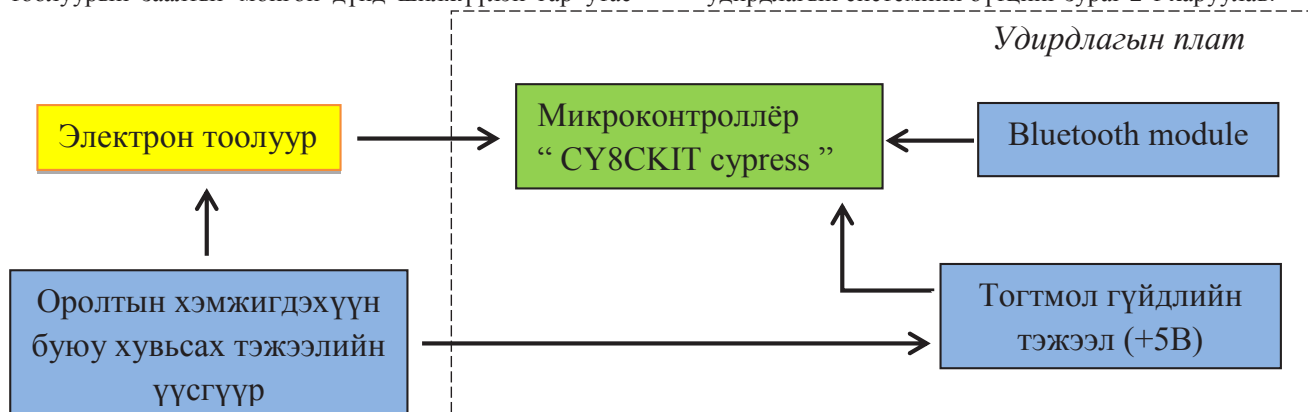 Удирдлагын плат
Электрон тоолуур
Микроконтроллёр
“ CY8CKIT cypress ”
Bluetooth module
Оролтын хэмжигдэхүүн
буюу хувьсах тэжээлийн
үүсгүүр
Тогтмол гүйдлийн
тэжээл (+5В)